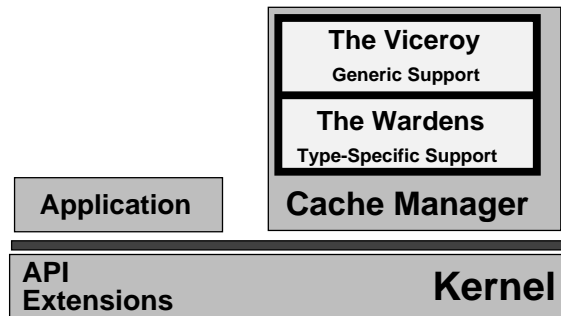 The Viceroy
Generic Support
The Wardens
Type-Specific Support
Application
Cache Manager
API
Extensions
Kernel